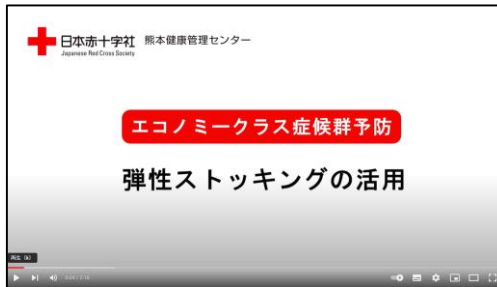 日本赤十字社 熊本健康管理センター
Japanese Red Cross Society
エコノミークラス症候群予防
弾性ストッキングの活用
再生 (k)